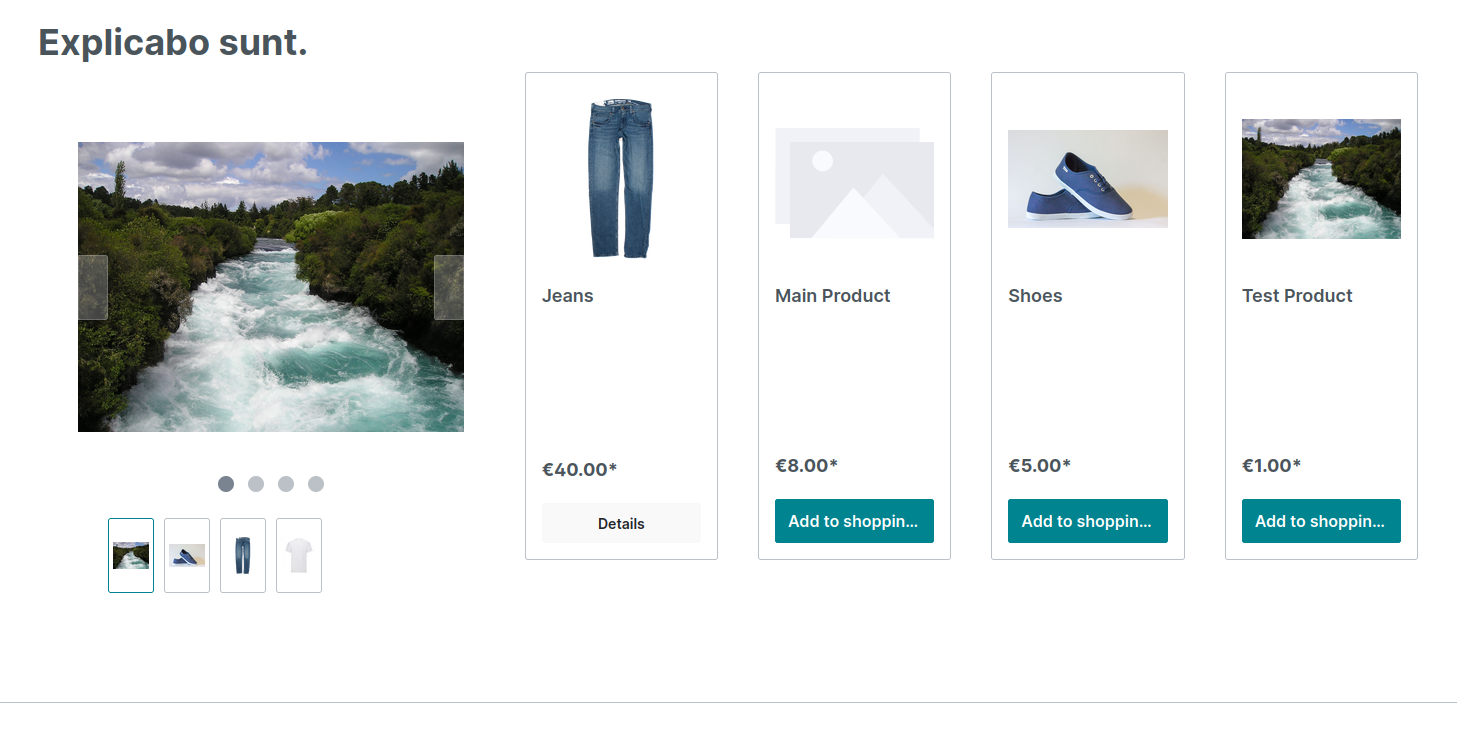 Explicabo sunt.
Jeans
Main Product
Shoes
Test Product
€40.00*
€8.00*
€5.00*
€1.00*
Details
Add to shoppin...
Add to shoppin...
Add to shoppin...